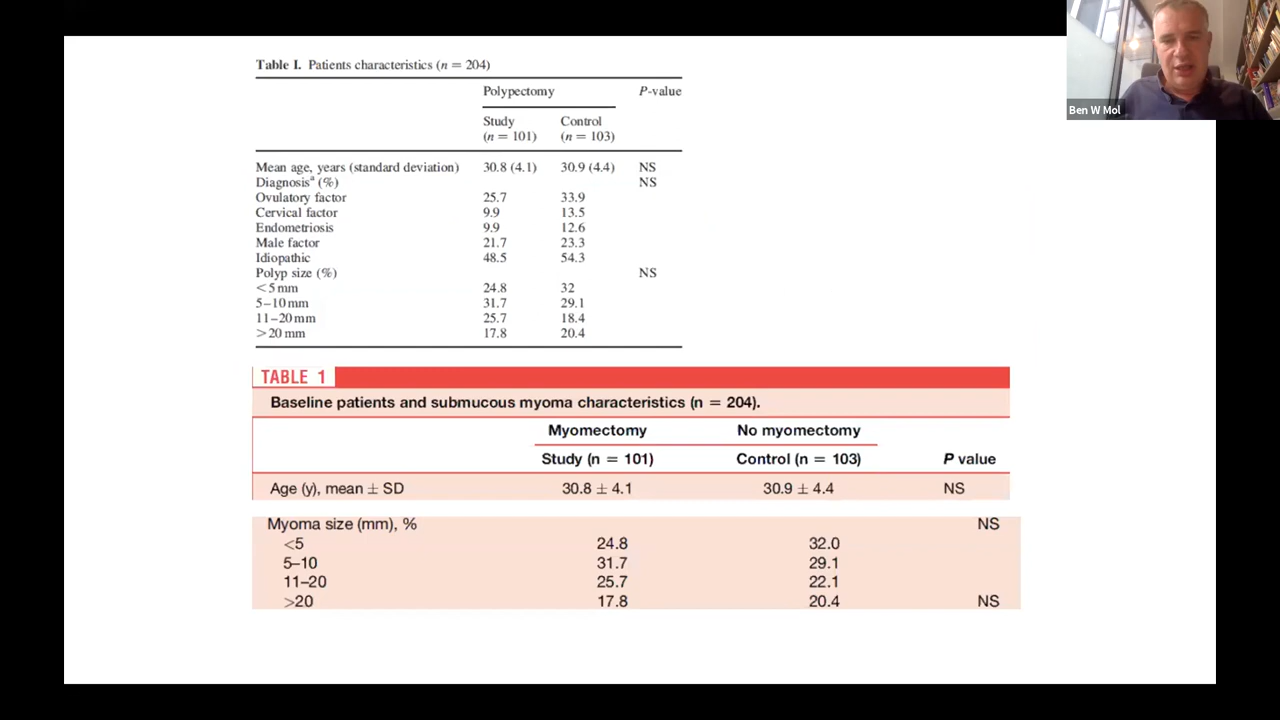 Table I. Patients characteristics (n = 204)
Polypectomy P-value
Study Control
(n = 101) (n = 103)
Mean age, years (standard deviation) 30.8 (4.1) 30.9 (4.4) NS
Diagnosisᵃ (%) NS
Ovulatory factor 25.7 33.9
Cervical factor 9.9 13.5
Endometriosis 9.9 12.6
Male factor 21.7 23.3
Idiopathic 48.5 54.3
Polyp size (%) NS
<5 mm 24.8 32
5–10 mm 31.7 29.1
11–20 mm 25.7 18.4
>20 mm 17.8 20.4
TABLE 1
Baseline patients and submucous myoma characteristics (n = 204).
Myomectomy No myomectomy
Study (n = 101) Control (n = 103) P value
Age (y), mean ± SD 30.8 ± 4.1 30.9 ± 4.4 NS
Myoma size (mm), % NS
<5 24.8 32.0
5–10 31.7 29.1
11–20 25.7 22.1
>20 17.8 20.4 NS
Ben W Mol